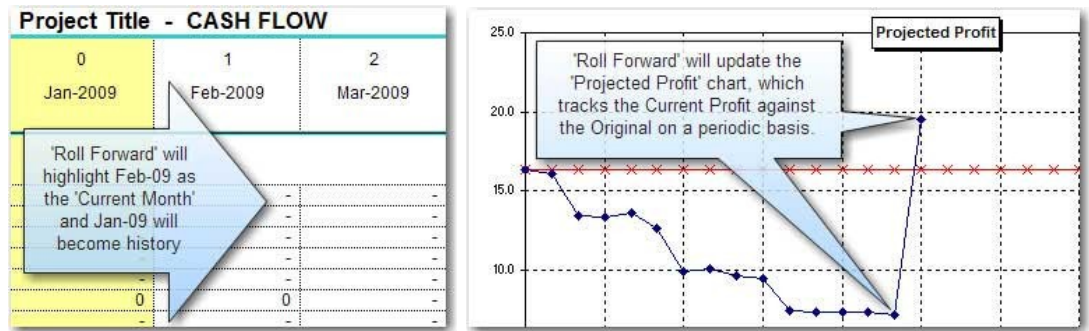 Project Title - CASH FLOW
0 1 2
Jan-2009 Feb-2009 Mar-2009
'Roll Forward' will
highlight Feb-09 as
the 'Current Month'
and Jan-09 will
become history
-
-
-
-
-
-
-
-
-
-
0 0 -
- - -
Projected Profit
25.0
20.0
15.0
10.0
'Roll Forward' will update the
'Projected Profit' chart, which
tracks the Current Profit against
the Original on a periodic basis.